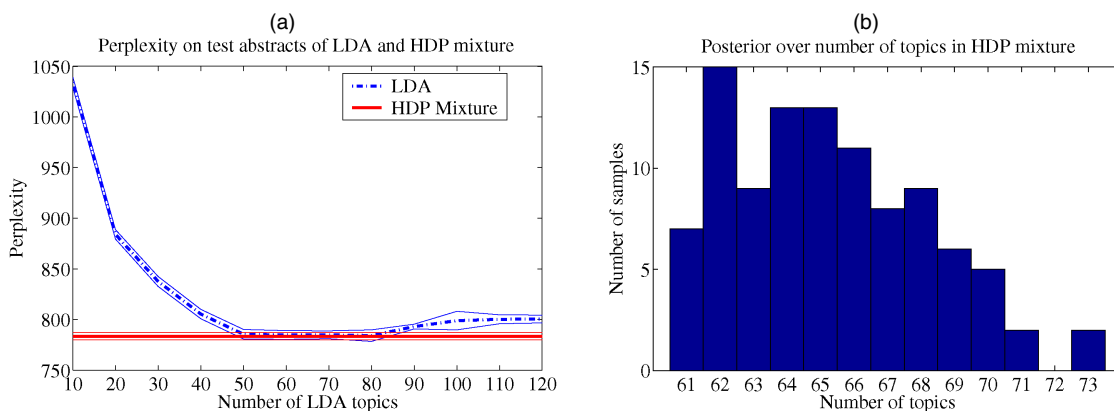 (a)
Perplexity on test abstracts of LDA and HDP mixture
1050
1000
950
900
850
800
750
Perplexity
LDA
HDP Mixture
10 20 30 40 50 60 70 80 90 100 110 120
Number of LDA topics
(b)
Posterior over number of topics in HDP mixture
15
10
5
0
Number of samples
61 62 63 64 65 66 67 68 69 70 71 72 73
Number of topics